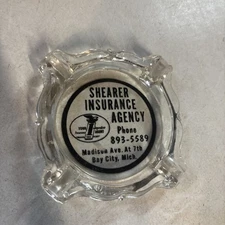 SHEARER
INSURANCE
AGENCY
Phone
893-5589
Madison Ave. At 7th
Bay City, Mich.